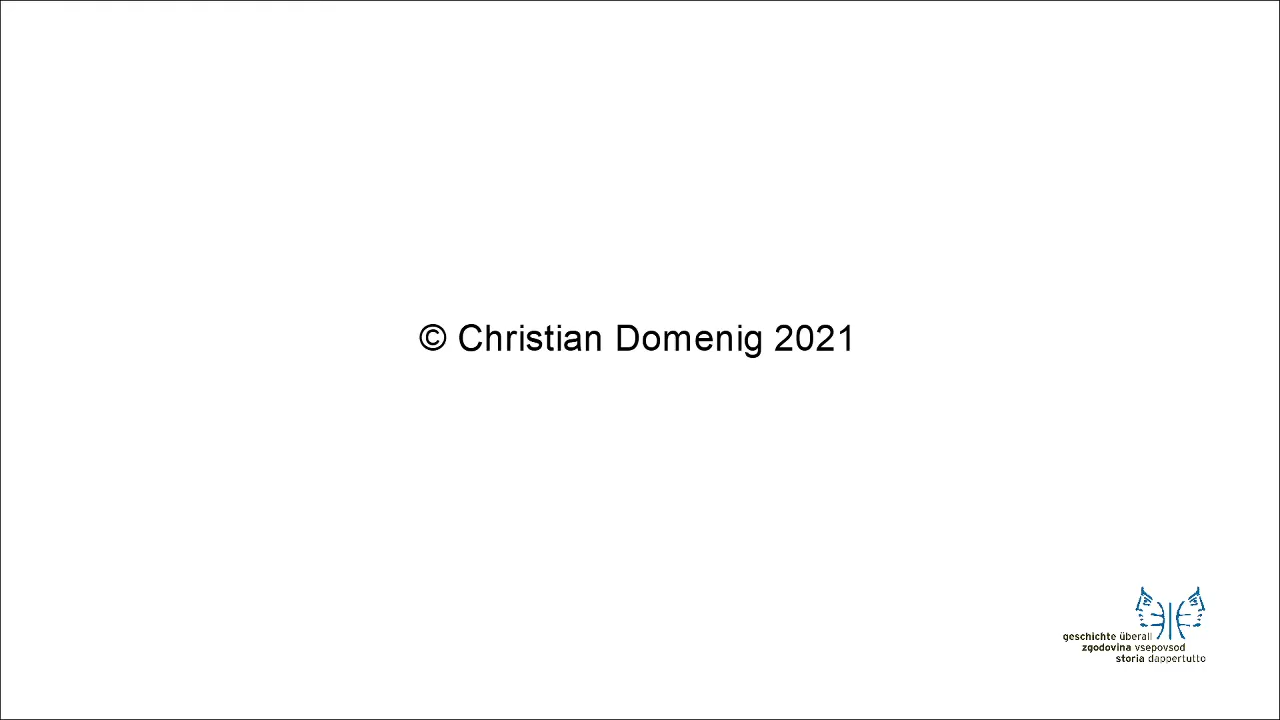 © Christian Domenig 2021
geschichte überall
zgodovina vsepovsod
storia dappertutto